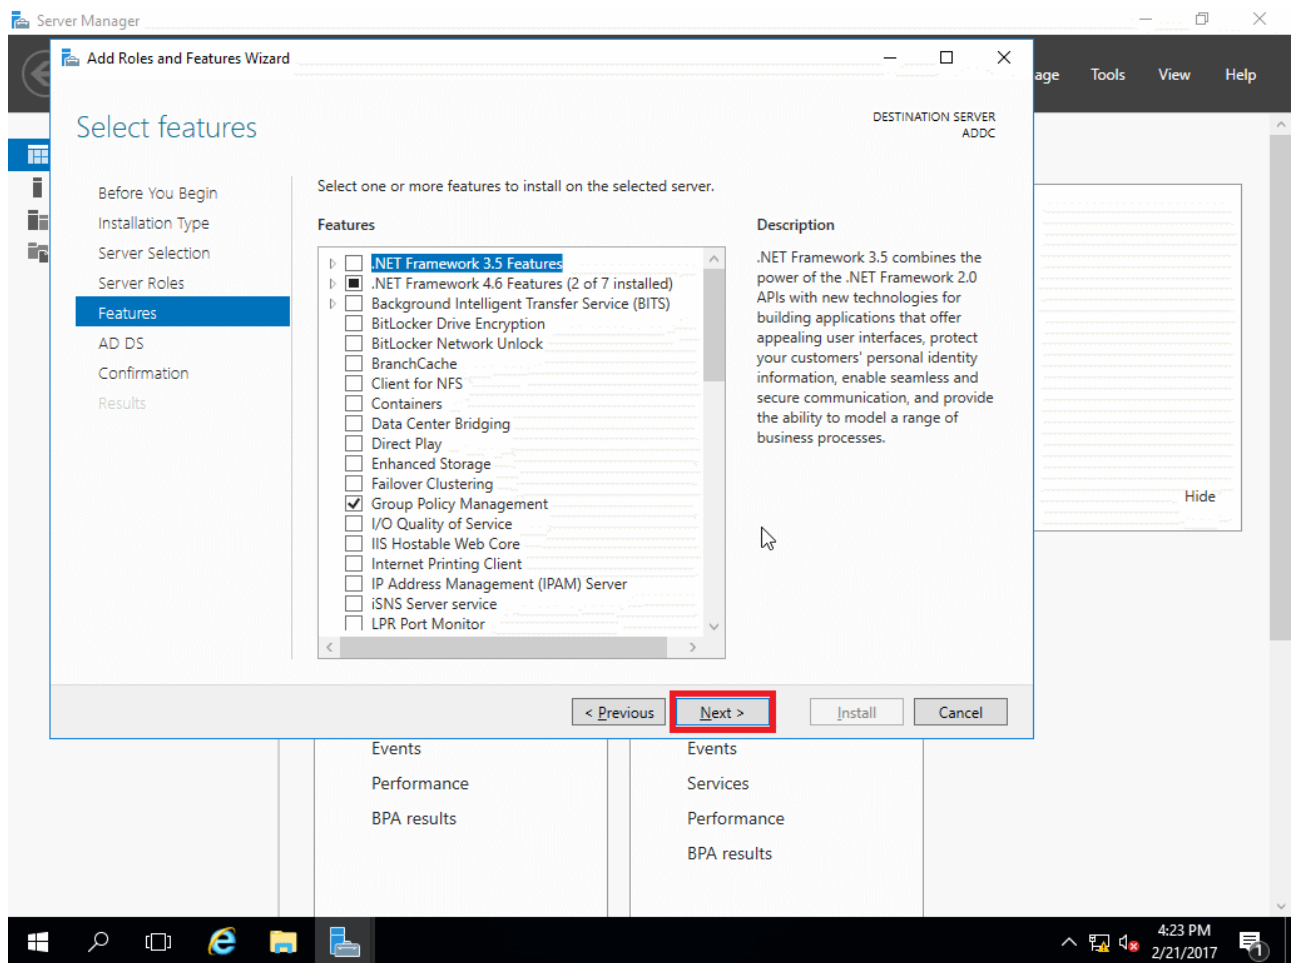 Server Manager
Add Roles and Features Wizard
age Tools View Help
Select features
DESTINATION SERVER
ADDC
Before You Begin
Installation Type
Server Selection
Server Roles
Features
AD DS
Confirmation
Results
Select one or more features to install on the selected server.
Features
.NET Framework 3.5 Features
.NET Framework 4.6 Features (2 of 7 installed)
Background Intelligent Transfer Service (BITS)
BitLocker Drive Encryption
BitLocker Network Unlock
BranchCache
Client for NFS
Containers
Data Center Bridging
Direct Play
Enhanced Storage
Failover Clustering
Group Policy Management
I/O Quality of Service
IIS Hostable Web Core
Internet Printing Client
IP Address Management (IPAM) Server
iSNS Server service
LPR Port Monitor
Description
.NET Framework 3.5 combines the
power of the .NET Framework 2.0
APIs with new technologies for
building applications that offer
appealing user interfaces, protect
your customers' personal identity
information, enable seamless and
secure communication, and provide
the ability to model a range of
business processes.
Hide
< Previous
Next >
Install
Cancel
Events
Performance
BPA results
Events
Services
Performance
BPA results
4:23 PM
2/21/2017
1